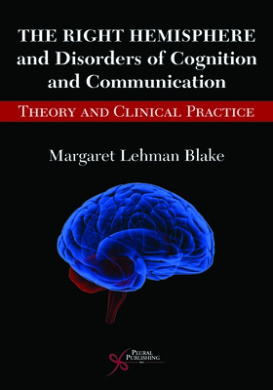 THE RIGHT HEMISPHERE
and Disorders of Cognition
and Communication
THEORY AND CLINICAL PRACTICE
Margaret Lehman Blake
PLURAL
PUBLISHING